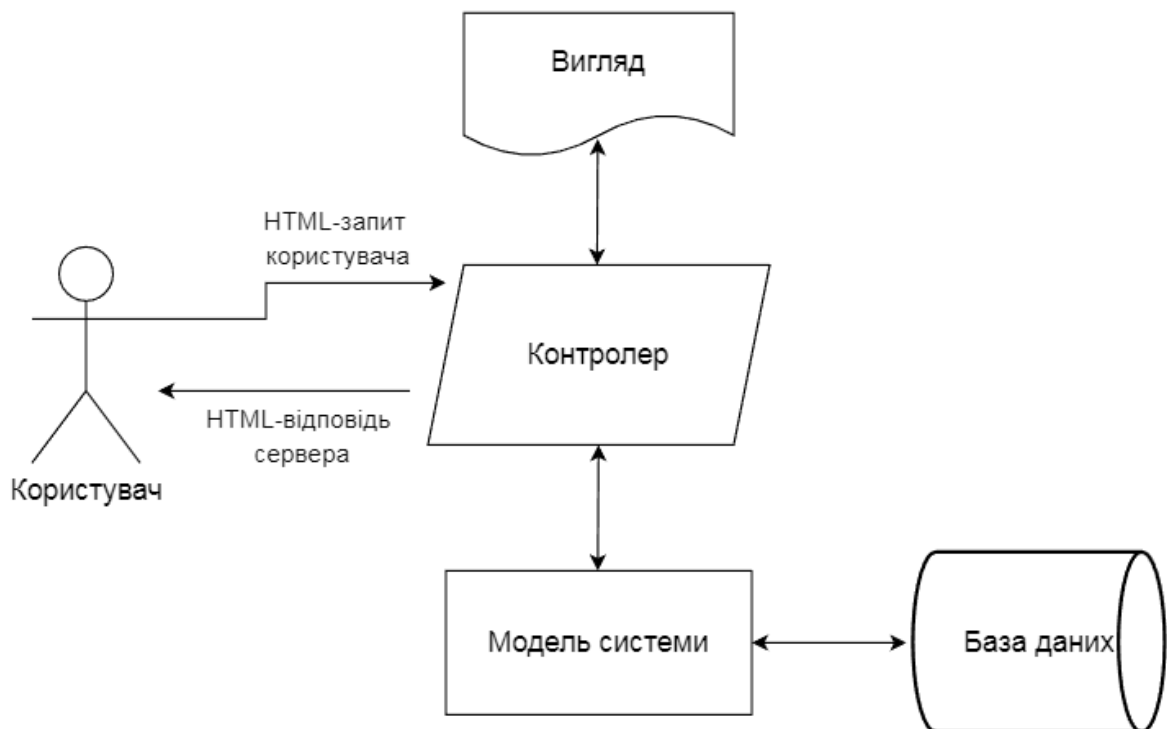 Вигляд
HTML-запит
користувача
Контролер
HTML-відповідь
сервера
Користувач
Модель системи
База даних